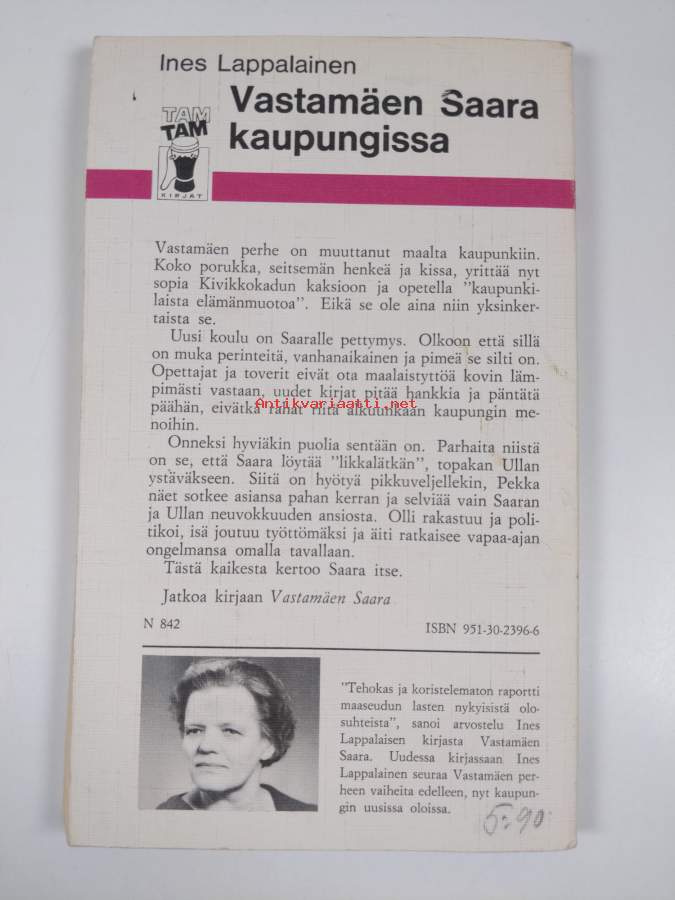 Ines Lappalainen
Vastamäen Saara
kaupungissa
TAM
TAM
KIRJAT
Vastamäen perhe on muuttanut maalta kaupunkiin.
Koko porukka, seitsemän henkeä ja kissa, yrittää nyt
sopia Kivikkokadun kaksioon ja opetella "kaupunki-
laista elämänmuotoa". Eikä se ole aina niin yksinker-
taista se.
Uusi koulu on Saaralle pettymys. Olkoon että sillä
on muka perinteitä, vanhanaikainen ja pimeä se silti on.
Opettajat ja toverit eivät ota maalaistyttöä kovin läm-
pimästi vastaan, uudet kirjat pitää hankkia ja päntätä
päähän, eivätkä rahat riitä alkuunkaan kaupungin me-
noihin.
Antikvariaatti.net
Onneksi hyviäkin puolia sentään on. Parhaita niistä
on se, että Saara löytää "likkalätkän", topakan Ullan
ystäväkseen. Siitä on hyötyä pikkuveljellekin, Pekka
näet sotkee asiansa pahan kerran ja selviää vain Saaran
ja Ullan neuvokkuuden ansiosta. Olli rakastuu ja poli-
tikoi, isä joutuu työttömäksi ja äiti ratkaisee vapaa-ajan
ongelmansa omalla tavallaan.
Tästä kaikesta kertoo Saara itse.
Jatkoa kirjaan Vastamäen Saara
N 842
ISBN 951-30-2396-6
"Tehokas ja koristelematon raportti
maaseudun lasten nykyisistä olo-
suhteista", sanoi arvostelu Ines
Lappalaisen kirjasta Vastamäen
Saara. Uudessa kirjassaan Ines
Lappalainen seuraa Vastamäen per-
heen vaiheita edelleen, nyt kaupun-
gin uusissa oloissa.
5:90